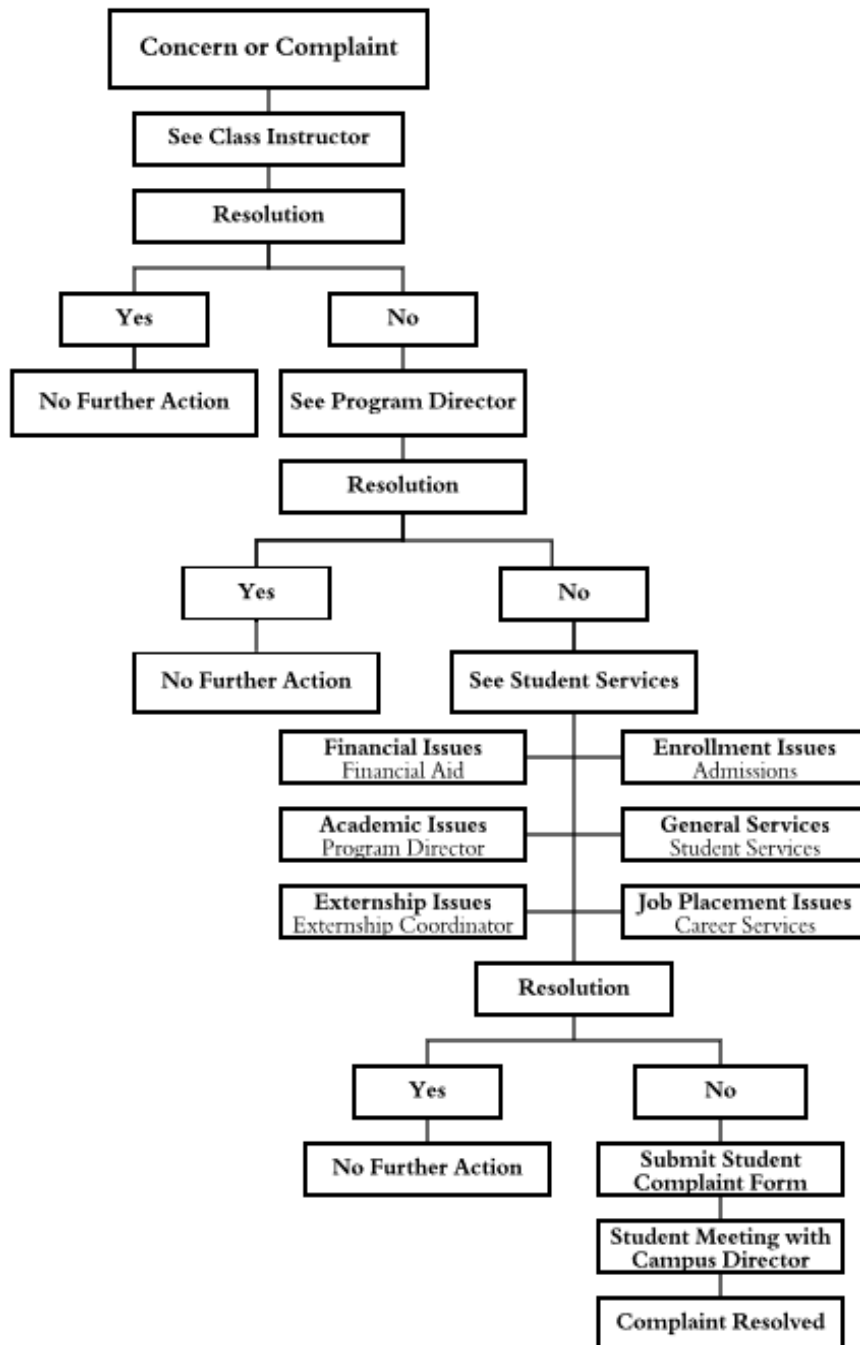 Concern or Complaint
See Class Instructor
Resolution
Yes
No
No Further Action
See Program Director
Resolution
Yes
No
No Further Action
See Student Services
Financial Issues
Financial Aid
Enrollment Issues
Admissions
Academic Issues
Program Director
General Services
Student Services
Externship Issues
Externship Coordinator
Job Placement Issues
Career Services
Resolution
Yes
No
No Further Action
Submit Student
Complaint Form
Student Meeting with
Campus Director
Complaint Resolved